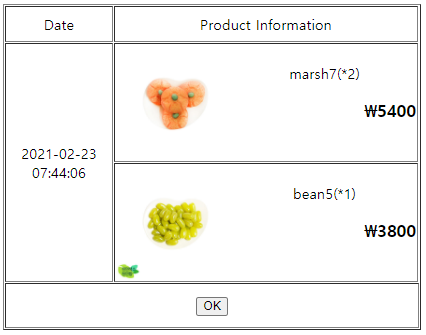 Date
Product Information
2021-02-23
07:44:06
marsh7(*2)
₩5400
bean5(*1)
₩3800
OK